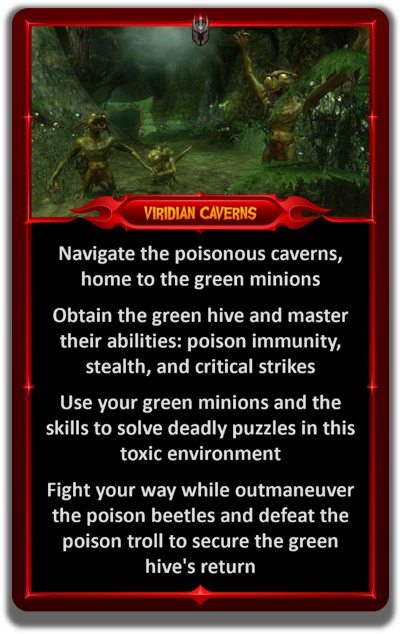 VIRIDIAN CAVERNS
Navigate the poisonous caverns,
home to the green minions
Obtain the green hive and master
their abilities: poison immunity,
stealth, and critical strikes
Use your green minions and the
skills to solve deadly puzzles in this
toxic environment
Fight your way while outmaneuver
the poison beetles and defeat the
poison troll to secure the green
hive's return